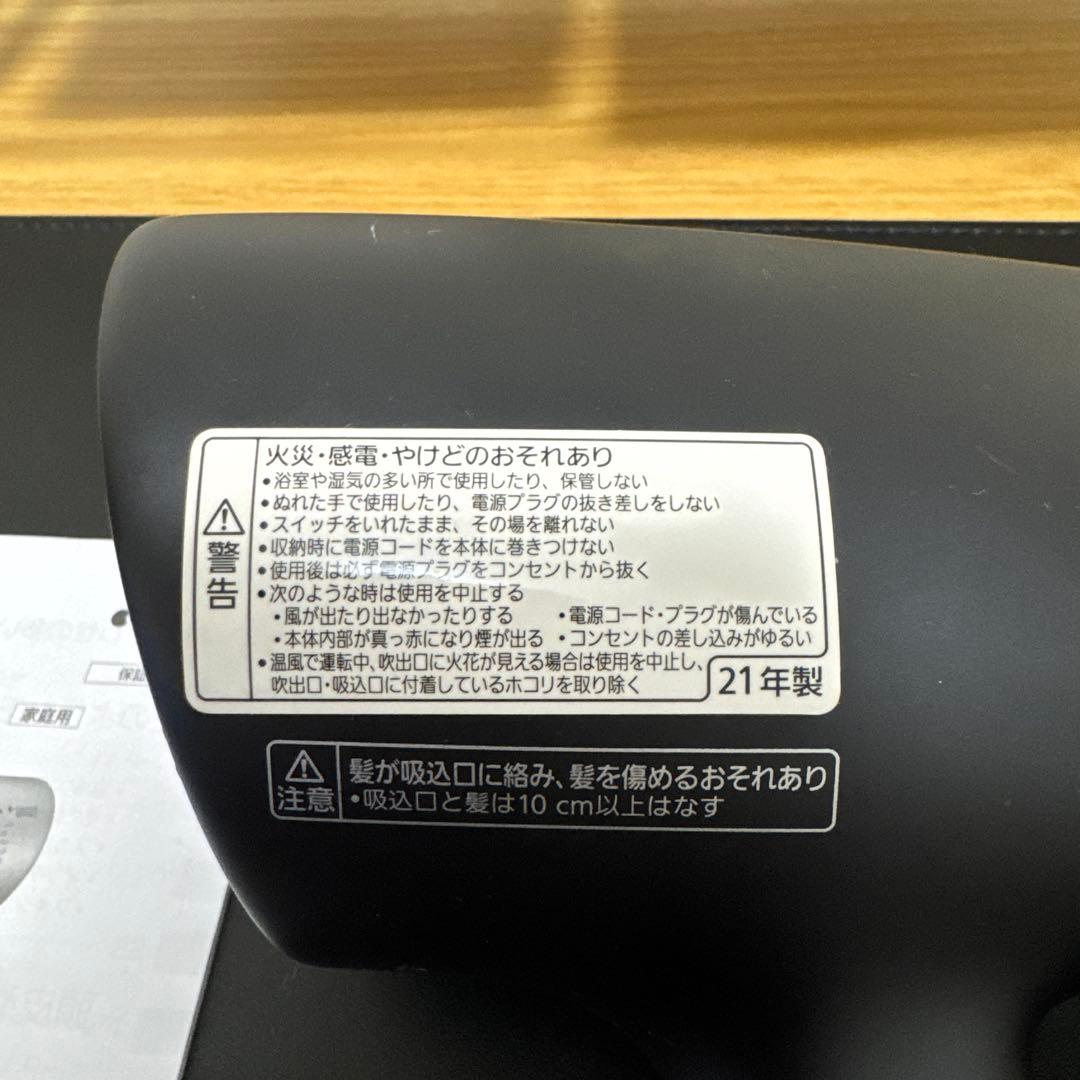 火災・感電・やけどのおそれあり
•浴室や湿気の多い所で使用したり、保管しない
•ぬれた手で使用したり、電源プラグの抜き差しをしない
•スイッチをいれたまま、その場を離れない
•収納時に電源コードを本体に巻きつけない
•使用後は必ず電源プラグをコンセントから抜く
•次のような時は使用を中止する
・風が出たり出なかったりする ・電源コード・プラグが傷んでいる
・本体内部が真っ赤になり煙が出る ・コンセントの差し込みがゆるい
•温風で運転中、吹出口に火花が見える場合は使用を中止し、
吹出口・吸込口に付着しているホコリを取り除く
警告
21年製
注意
髪が吸込口に絡み、髪を傷めるおそれあり
•吸込口と髪は10 cm以上はなす
保証
家庭用